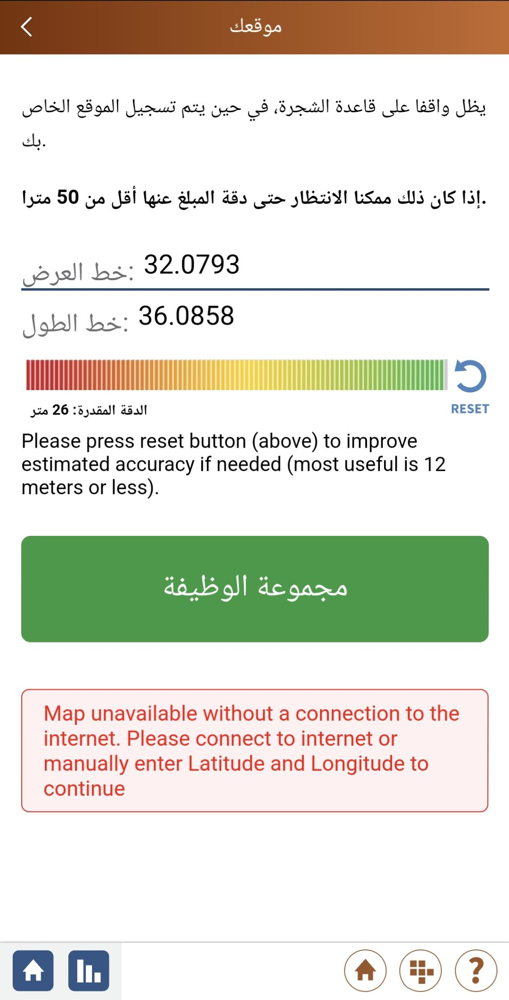 موقعك
يظل واقفا على قاعدة الشجرة، في حين يتم تسجيل الموقع الخاص
بك.
إذا كان ذلك ممكنا الانتظار حتى دقة المبلغ عنها أقل من 50 مترا.
خط العرض: 32.0793
خط الطول: 36.0858
الدقة المقدرة: 26 متر
RESET
Please press reset button (above) to improve
estimated accuracy if needed (most useful is 12
meters or less).
مجموعة الوظيفة
Map unavailable without a connection to the
internet. Please connect to internet or
manually enter Latitude and Longitude to
continue
?